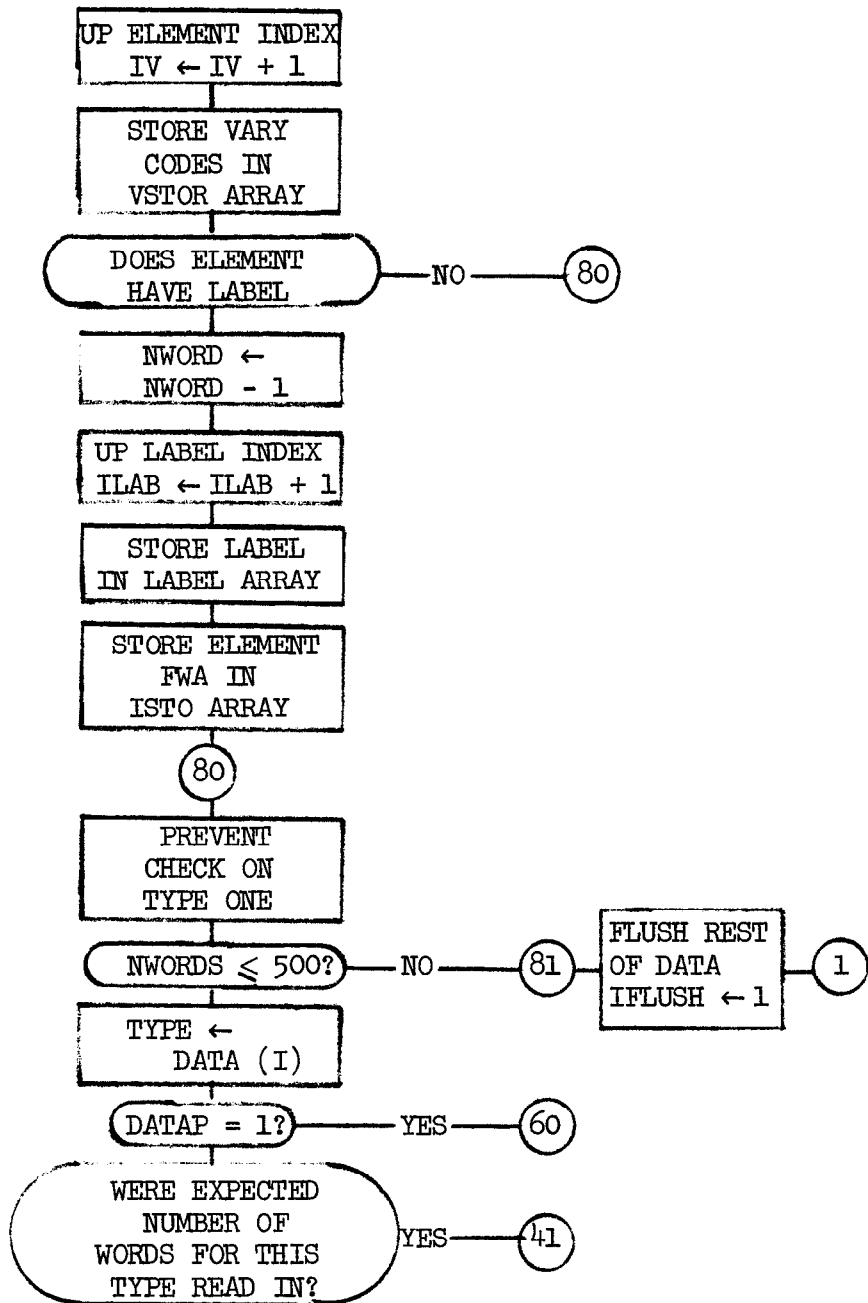 UP ELEMENT INDEX
IV ← IV + 1
STORE VARY
CODES IN
VSTOR ARRAY
DOES ELEMENT
HAVE LABEL
NO
80
NWORD ←
NWORD - 1
UP LABEL INDEX
ILAB ← ILAB + 1
STORE LABEL
IN LABEL ARRAY
STORE ELEMENT
FWA IN
ISTO ARRAY
80
PREVENT
CHECK ON
TYPE ONE
NWORDS ⩽ 500?
NO
81
FLUSH REST
OF DATA
IFLUSH ← 1
1
TYPE ←
DATA (I)
DATAP = 1?
YES
60
WERE EXPECTED
NUMBER OF
WORDS FOR THIS
TYPE READ IN?
YES
41